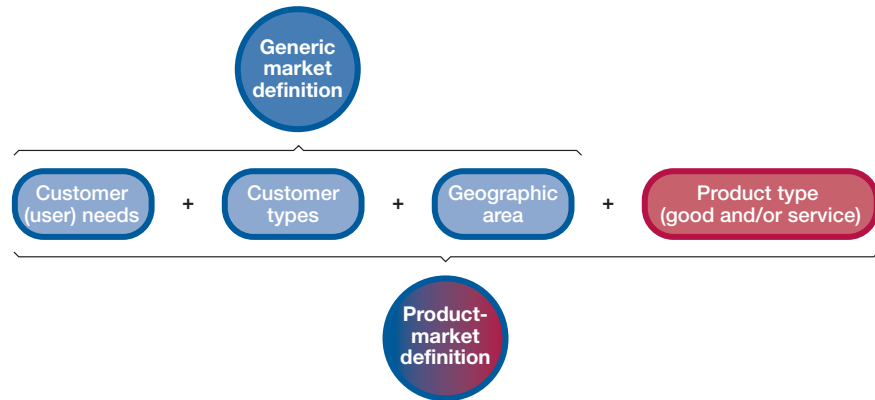 Generic
market
definition
Customer
(user) needs
+
Customer
types
+
Geographic
area
+
Product type
(good and/or service)
Product-
market
definition